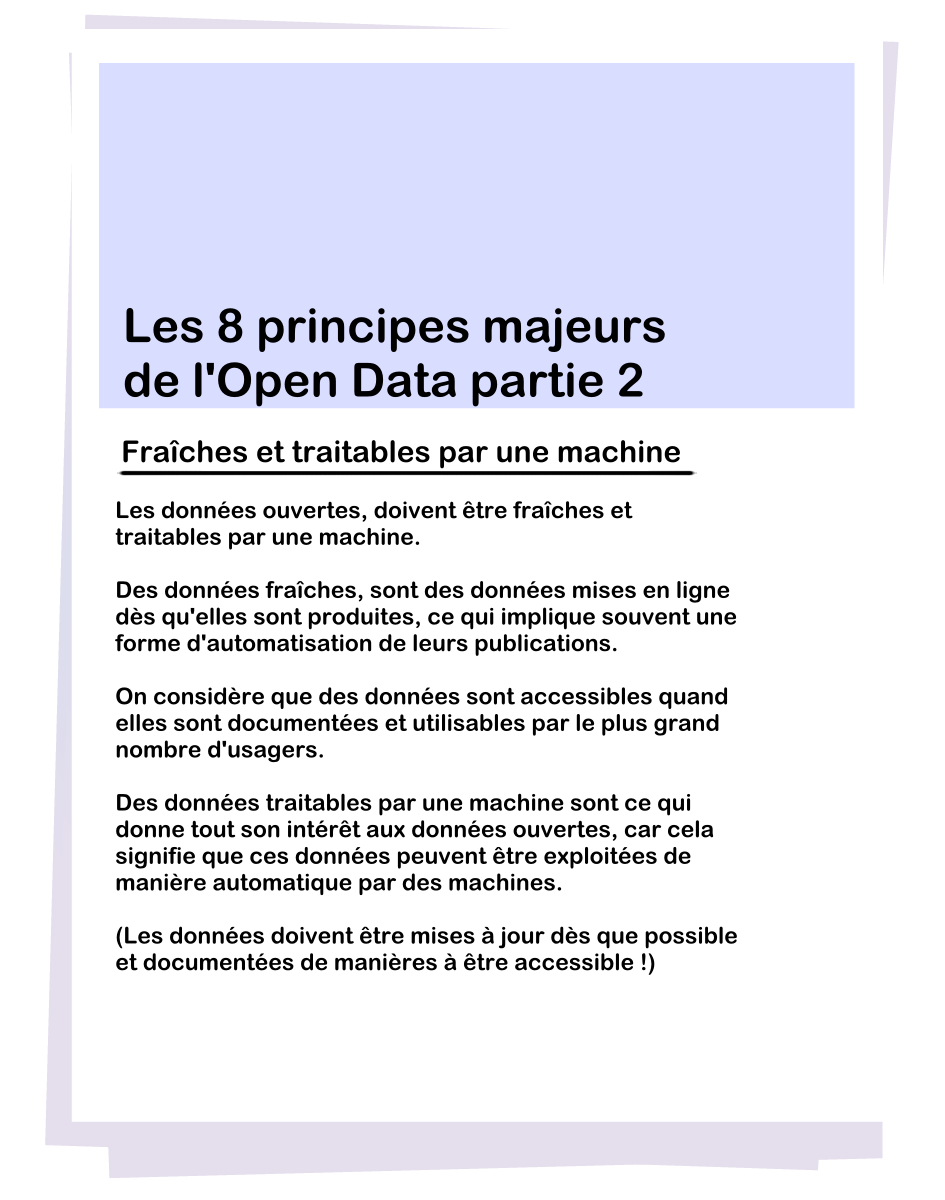 Les 8 principes majeurs
de l'Open Data partie 2
Fraîches et traitables par une machine
Les données ouvertes, doivent être fraîches et
traitables par une machine.
Des données fraîches, sont des données mises en ligne
dès qu'elles sont produites, ce qui implique souvent une
forme d'automatisation de leurs publications.
On considère que des données sont accessibles quand
elles sont documentées et utilisables par le plus grand
nombre d'usagers.
Des données traitables par une machine sont ce qui
donne tout son intérêt aux données ouvertes, car cela
signifie que ces données peuvent être exploitées de
manière automatique par des machines.
(Les données doivent être mises à jour dès que possible
et documentées de manières à être accessible !)